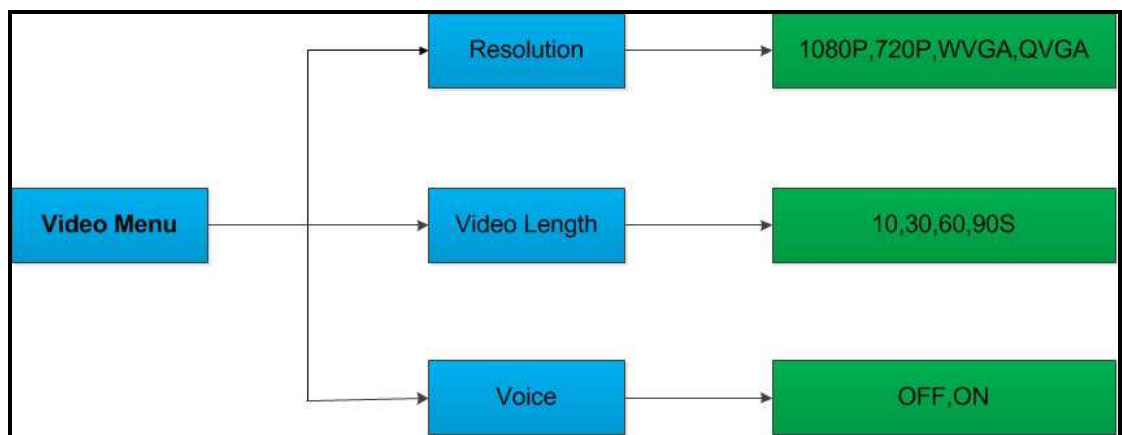 Resolution
1080P,720P,WVGA,QVGA
Video Menu
Video Length
10,30,60,90S
Voice
OFF,ON